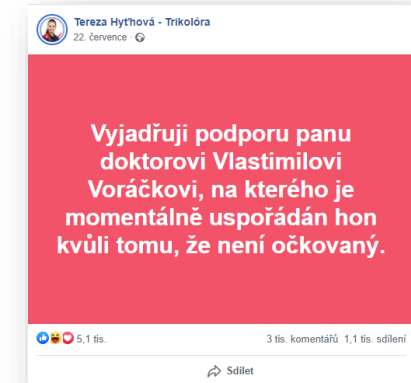 Tereza Hyťhová - Trikolóra
22. července ·
Vyjadřuji podporu panu
doktorovi Vlastimilovi
Voráčkovi, na kterého je
momentálně uspořádán hon
kvůli tomu, že není očkovaný.
5,1 tis. 3 tis. komentářů 1,1 tis. sdílení
Sdílet